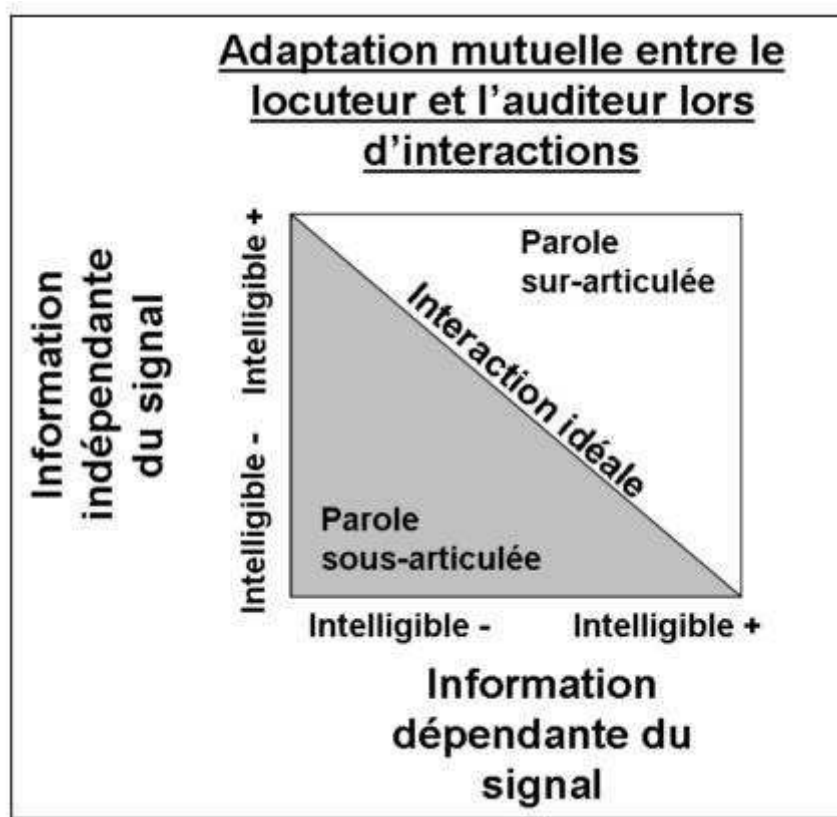 Adaptation mutuelle entre le
locuteur et l'auditeur lors
d'interactions
Information
indépendante
du signal
Intelligible +
Intelligible -
Parole
sur-articulée
Interaction idéale
Parole
sous-articulée
Intelligible -
Intelligible +
Information
dépendante du
signal